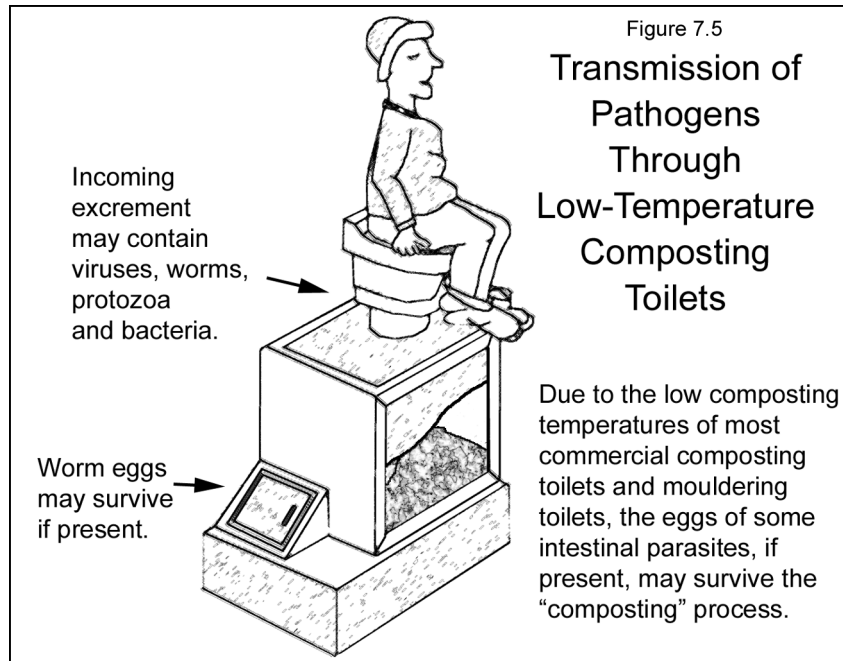 Figure 7.5
Transmission of
Pathogens
Through
Low-Temperature
Composting
Toilets
Incoming
excrement
may contain
viruses, worms,
protozoa
and bacteria.
Worm eggs
may survive
if present.
Due to the low composting
temperatures of most
commercial composting
toilets and mouldering
toilets, the eggs of some
intestinal parasites, if
present, may survive the
“composting” process.